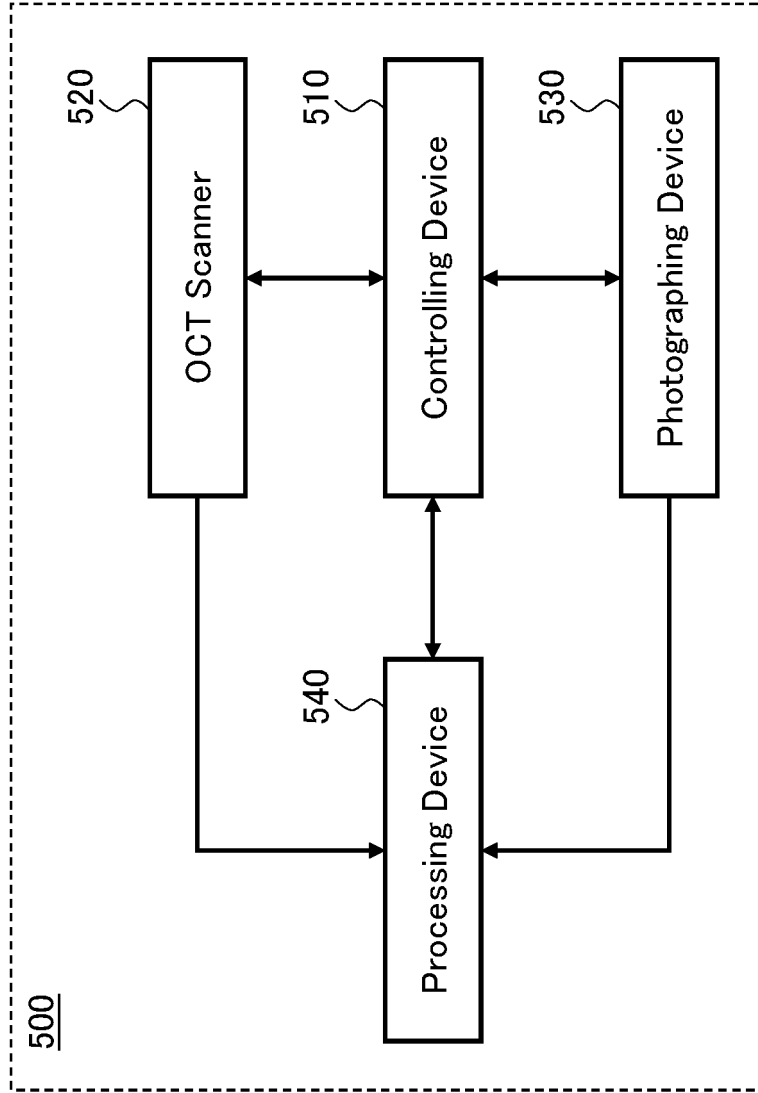 500
520
OCT Scanner
510
Controlling Device
530
Photographing Device
540
Processing Device